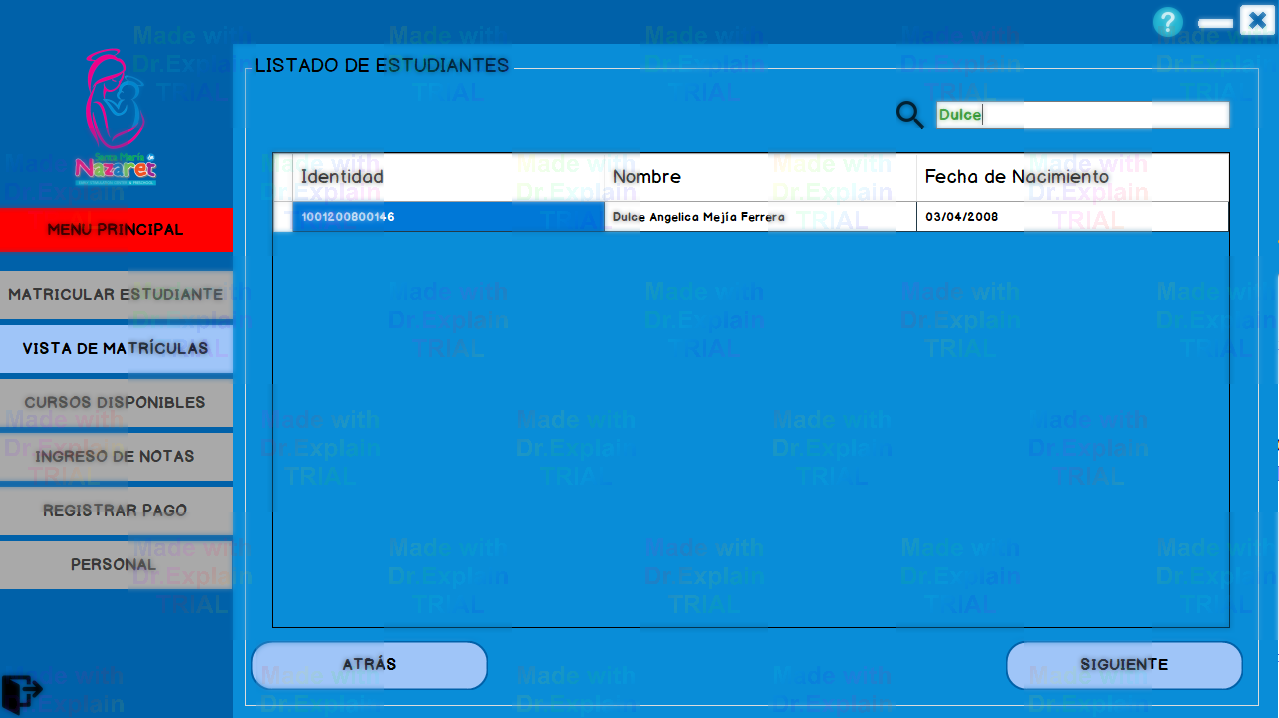 ?
Santa María de
Nazaret
LISTADO DE ESTUDIANTES
Dulce
Identidad Nombre Fecha de Nacimiento
1001200800146 Dulce Angelica Mejía Ferrera 03/04/2008
MENU PRINCIPAL
MATRICULAR ESTUDIANTE
VISTA DE MATRÍCULAS
CURSOS DISPONIBLES
INGRESO DE NOTAS
REGISTRAR PAGO
PERSONAL
ATRÁS
SIGUIENTE
Made with
Dr.Explain
TRIAL